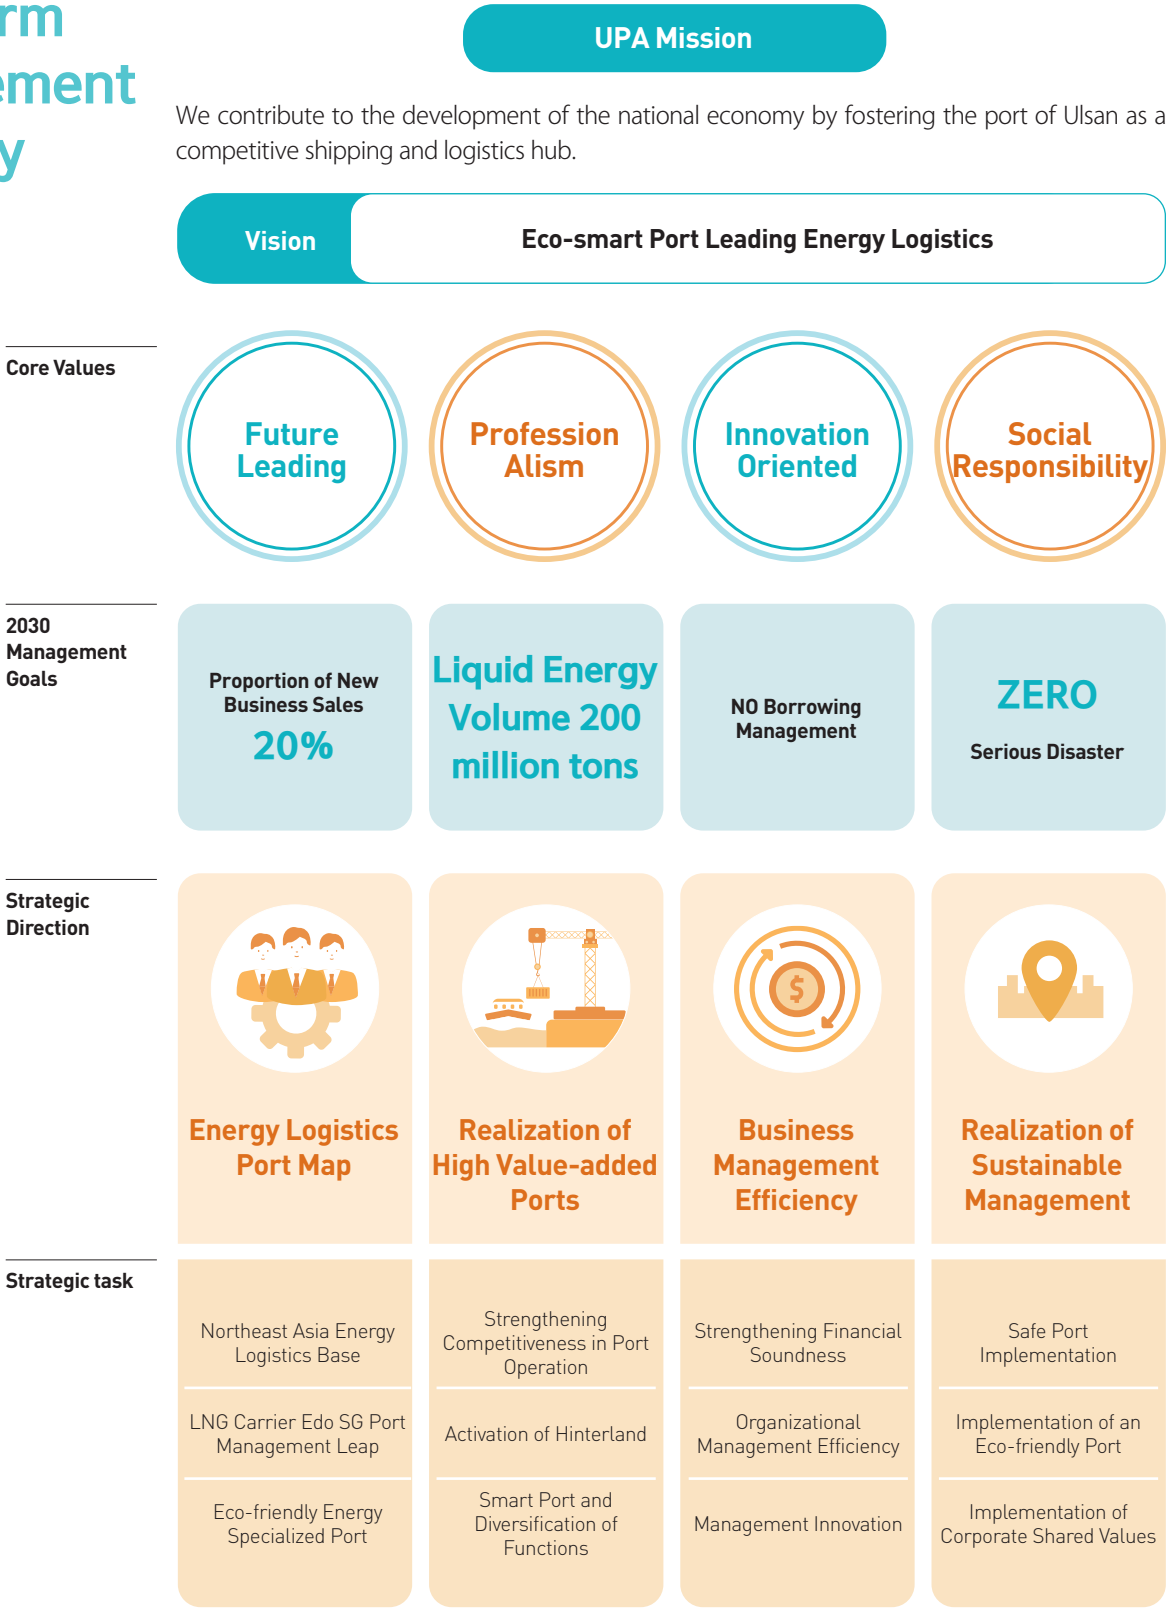 UPA Mission
We contribute to the development of the national economy by fostering the port of Ulsan as a
competitive shipping and logistics hub.
Vision
Eco-smart Port Leading Energy Logistics
Core Values
Future
Leading
Profession
Alism
Innovation
Oriented
Social
Responsibility
2030
Management
Goals
Proportion of New
Business Sales
20%
Liquid Energy
Volume 200
million tons
NO Borrowing
Management
ZERO
Serious Disaster
Strategic
Direction
$
Energy Logistics
Port Map
Realization of
High Value-added
Ports
Business
Management
Efficiency
Realization of
Sustainable
Management
Strategic task
Northeast Asia Energy
Logistics Base
LNG Carrier Edo SG Port
Management Leap
Eco-friendly Energy
Specialized Port
Strengthening
Competitiveness in Port
Operation
Activation of Hinterland
Smart Port and
Diversification of
Functions
Strengthening Financial
Soundness
Organizational
Management Efficiency
Management Innovation
Safe Port
Implementation
Implementation of an
Eco-friendly Port
Implementation of
Corporate Shared Values